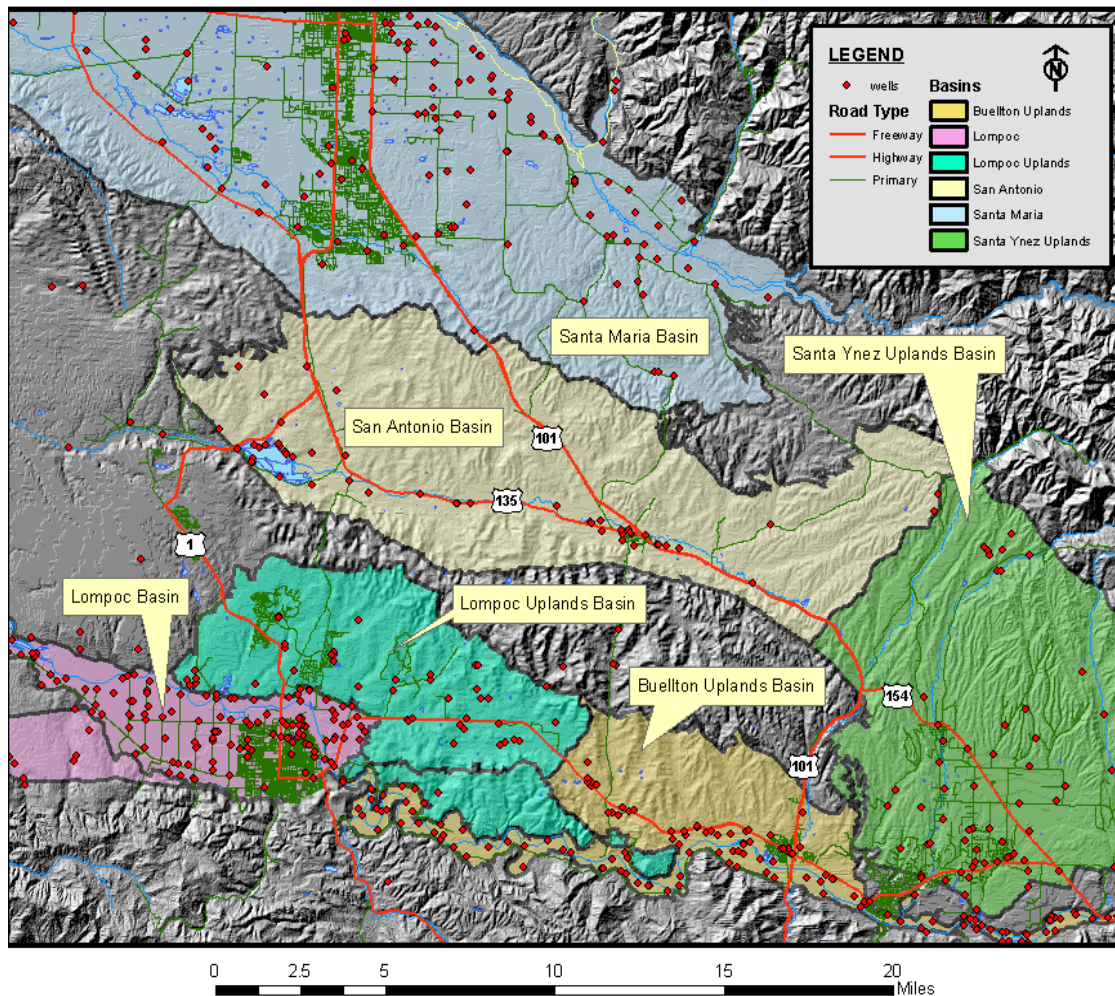 LEGEND
N
wells
Road Type
Freeway
Highway
Primary
Basins
Buellton Uplands
Lompoc
Lompoc Uplands
San Antonio
Santa Maria
Santa Ynez Uplands
Santa Maria Basin
Santa Ynez Uplands Basin
San Antonio Basin
101
135
1
Lompoc Basin
Lompoc Uplands Basin
Buellton Uplands Basin
154
101
0 2.5 5 10 15 20
Miles